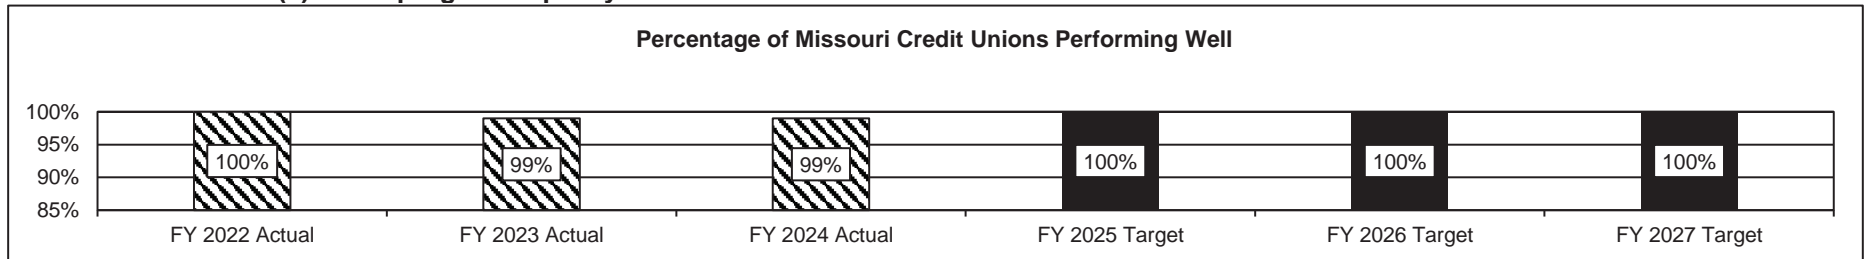 Percentage of Missouri Credit Unions Performing Well
100%
95%
90%
85%
100%
99%
99%
100%
100%
100%
FY 2022 Actual
FY 2023 Actual
FY 2024 Actual
FY 2025 Target
FY 2026 Target
FY 2027 Target